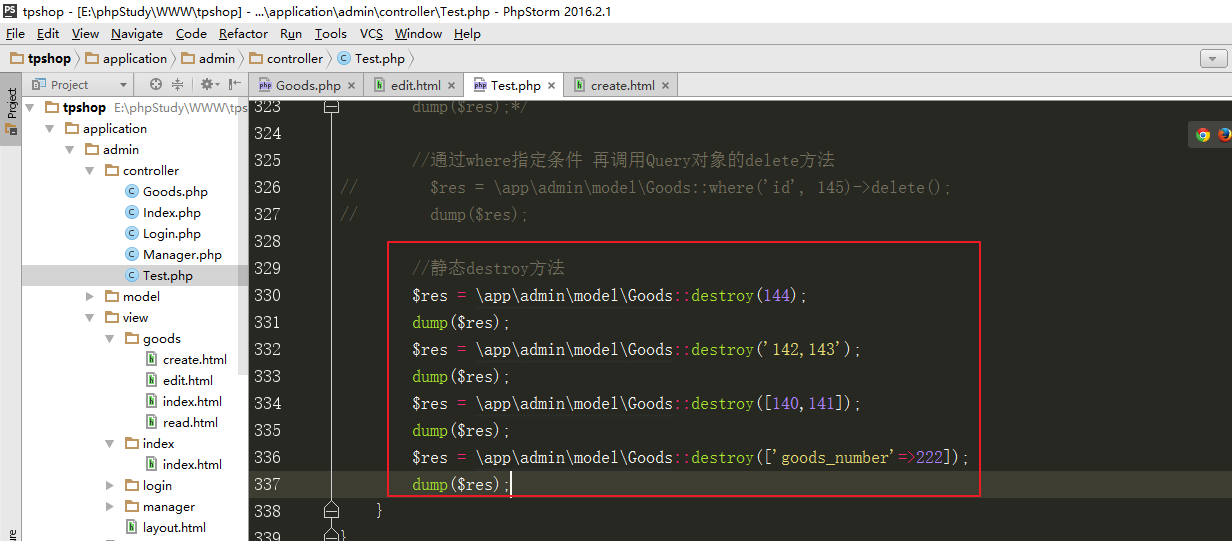 tpshop - [E:\phpStudy\WWW\tpshop] - ...\application\admin\controller\Test.php - PhpStorm 2016.2.1
File Edit View Navigate Code Refactor Run Tools VCS Window Help
tpshop application admin controller Test.php
Project
Project
Goods.php edit.html Test.php create.html
tpshop E:\phpStudy\WWW\tps
application
admin
controller
Goods.php
Index.php
Login.php
Manager.php
Test.php
model
view
goods
create.html
edit.html
index.html
read.html
index
index.html
login
manager
layout.html
323 dump($res);*/
324
325 //通过where指定条件 再调用Query对象的delete方法
326 // $res = \app\admin\model\Goods::where('id', 145)->delete();
327 // dump($res);
328
329 //静态destroy方法
330 $res = \app\admin\model\Goods::destroy(144);
331 dump($res);
332 $res = \app\admin\model\Goods::destroy('142,143');
333 dump($res);
334 $res = \app\admin\model\Goods::destroy([140,141]);
335 dump($res);
336 $res = \app\admin\model\Goods::destroy(['goods_number'=>222]);
337 dump($res);
338 }
339 }